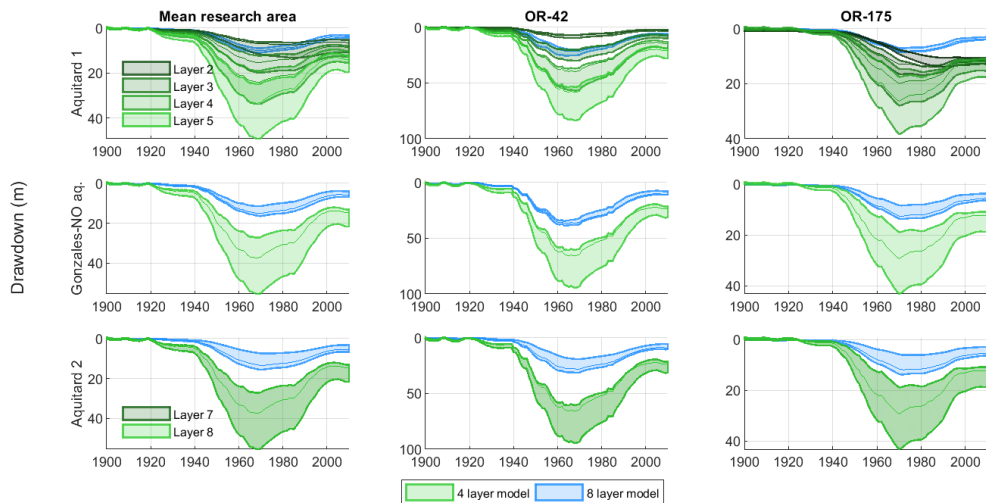 Mean research area
OR-42
OR-175
Drawdown (m)
Aquitard 1
0
20
40
Layer 2
Layer 3
Layer 4
Layer 5
1900 1920 1940 1960 1980 2000
0
50
100
1900 1920 1940 1960 1980 2000
0
10
20
30
40
1900 1920 1940 1960 1980 2000
Gonzales-NO aq.
0
20
40
1900 1920 1940 1960 1980 2000
0
50
100
1900 1920 1940 1960 1980 2000
0
20
40
1900 1920 1940 1960 1980 2000
Aquitard 2
0
20
40
Layer 7
Layer 8
1900 1920 1940 1960 1980 2000
0
50
100
1900 1920 1940 1960 1980 2000
0
20
40
1900 1920 1940 1960 1980 2000
4 layer model 8 layer model